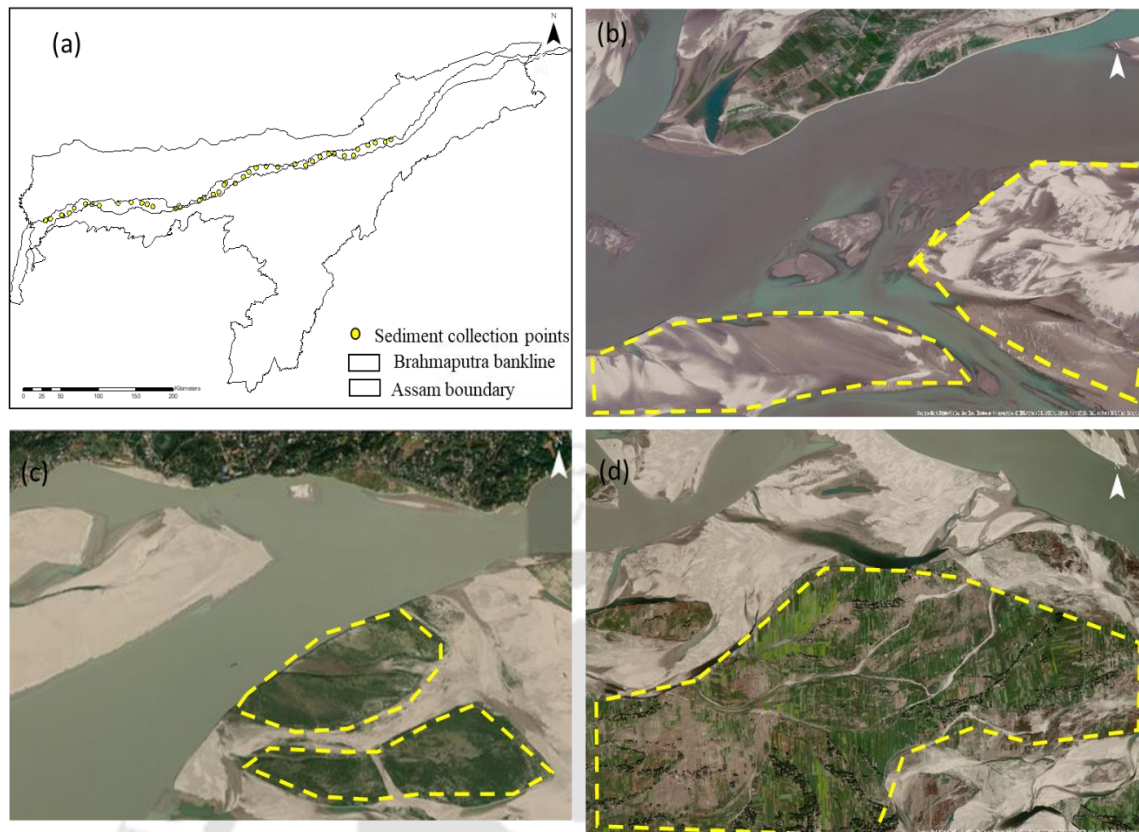 (a)
N
Sediment collection points
Brahmaputra bankline
Assam boundary
0 25 50 100 150 200
Kilometers
(b)
(c)
(d)